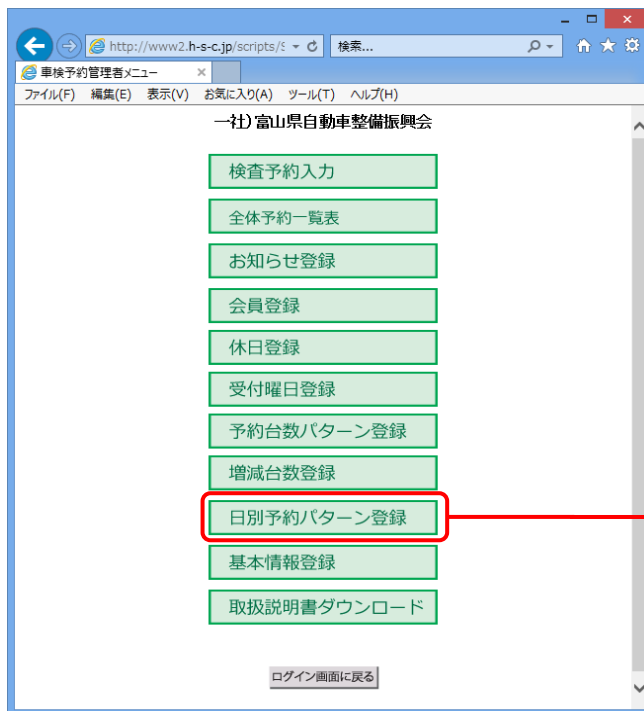 http://www2.h-s-c.jp/scripts/S 検索...
車検予約管理者メニュー
ファイル(F) 編集(E) 表示(V) お気に入り(A) ツール(T) ヘルプ(H)
一社)富山県自動車整備振興会
検査予約入力
全体予約一覧表
お知らせ登録
会員登録
休日登録
受付曜日登録
予約台数パターン登録
増減台数登録
日別予約パターン登録
基本情報登録
取扱説明書ダウンロード
ログイン画面に戻る